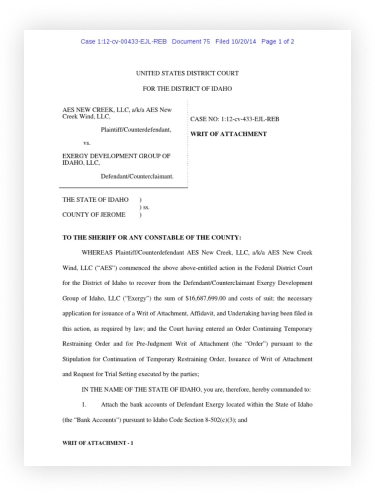 Case 1:12-cv-00433-EJL-REB Document 75 Filed 10/20/14 Page 1 of 2
UNITED STATES DISTRICT COURT
FOR THE DISTRICT OF IDAHO
AES NEW CREEK, LLC, a/k/a AES New
Creek Wind, LLC,
Plaintiff/Counterdefendant,
vs.
EXERGY DEVELOPMENT GROUP OF
IDAHO, LLC,
Defendant/Counterclaimant.
CASE NO: 1:12-cv-433-EJL-REB
WRIT OF ATTACHMENT
THE STATE OF IDAHO )
) ss.
COUNTY OF JEROME )
TO THE SHERIFF OR ANY CONSTABLE OF THE COUNTY:
WHEREAS Plaintiff/Counterdefendant AES New Creek, LLC, a/k/a AES New Creek
Wind, LLC ("AES") commenced the above above-entitled action in the Federal District Court
for the District of Idaho to recover from the Defendant/Counterclaimant Exergy Development
Group of Idaho, LLC ("Exergy") the sum of $16,687,699.00 and costs of suit; the necessary
application for issuance of a Writ of Attachment, Affidavit, and Undertaking having been filed in
this action, as required by law; and the Court having entered an Order Continuing Temporary
Restraining Order and for Pre-Judgment Writ of Attachment (the "Order") pursuant to the
Stipulation for Continuation of Temporary Restraining Order, Issuance of Writ of Attachment
and Request for Trial Setting executed by the parties;
IN THE NAME OF THE STATE OF IDAHO, you are, therefore, hereby commanded to:
1. Attach the bank accounts of Defendant Exergy located within the State of Idaho
(the "Bank Accounts") pursuant to Idaho Code Section 8-502(c)(3); and
WRIT OF ATTACHMENT - 1